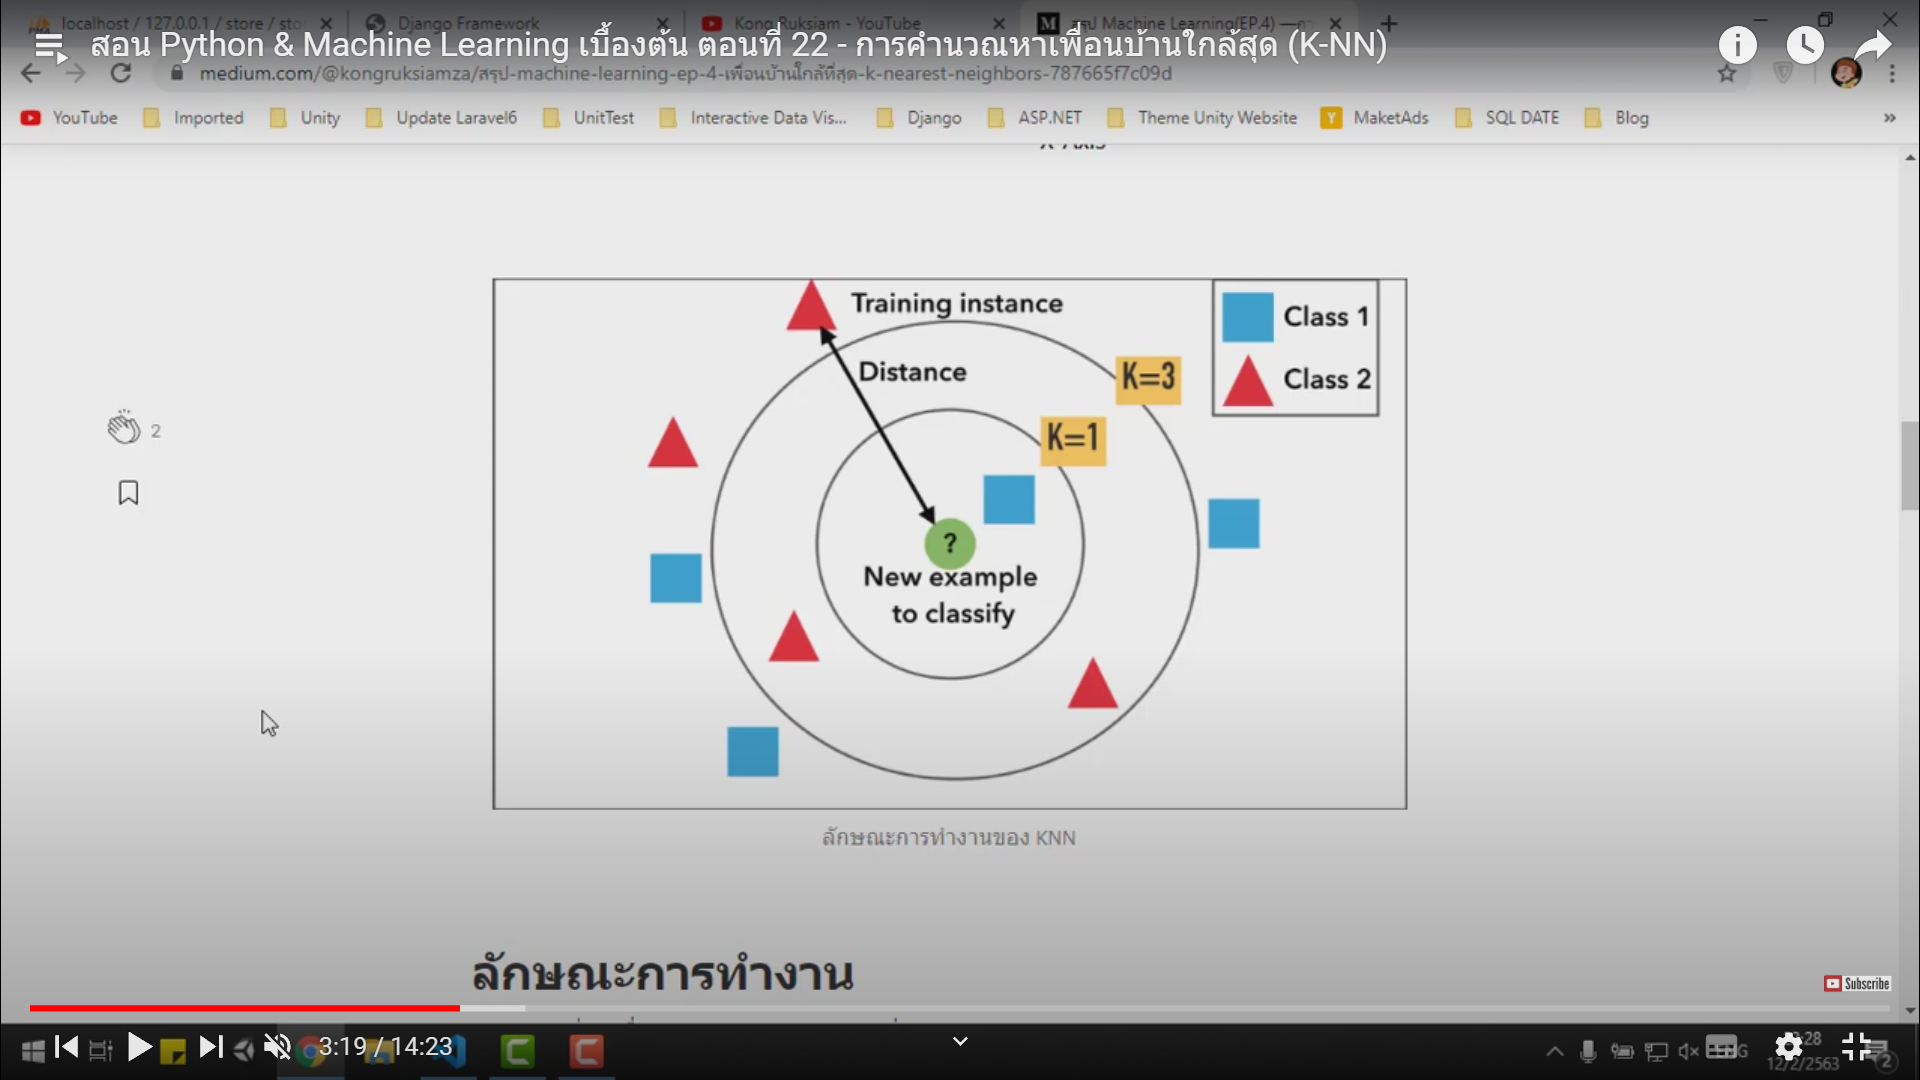 localhost / 127.0.0.1 / store / sto
Django Framework
Kong Ruksiam - YouTube
สรุป Machine Learning(EP.4) —
สอน Python & Machine Learning เบื้องต้น ตอนที่ 22 - การคำนวณหาเพื่อนบ้านใกล้สุด (K-NN)
medium.com/@kongruksiamza/สรุป-machine-learning-ep-4-เพื่อนบ้านใกล้ที่สุด-k-nearest-neighbors-787665f7c09d
YouTube Imported Unity Update Laravel6 UnitTest Interactive Data Vis... Django ASP.NET Theme Unity Website MaketAds SQL DATE Blog »
Training instance
Class 1
Distance
K=3
Class 2
K=1
2
?
New example
to classify
ลักษณะการทำงานของ KNN
ลักษณะการทำงาน
Subscribe
3:19 / 14:23
12/2/2563
2